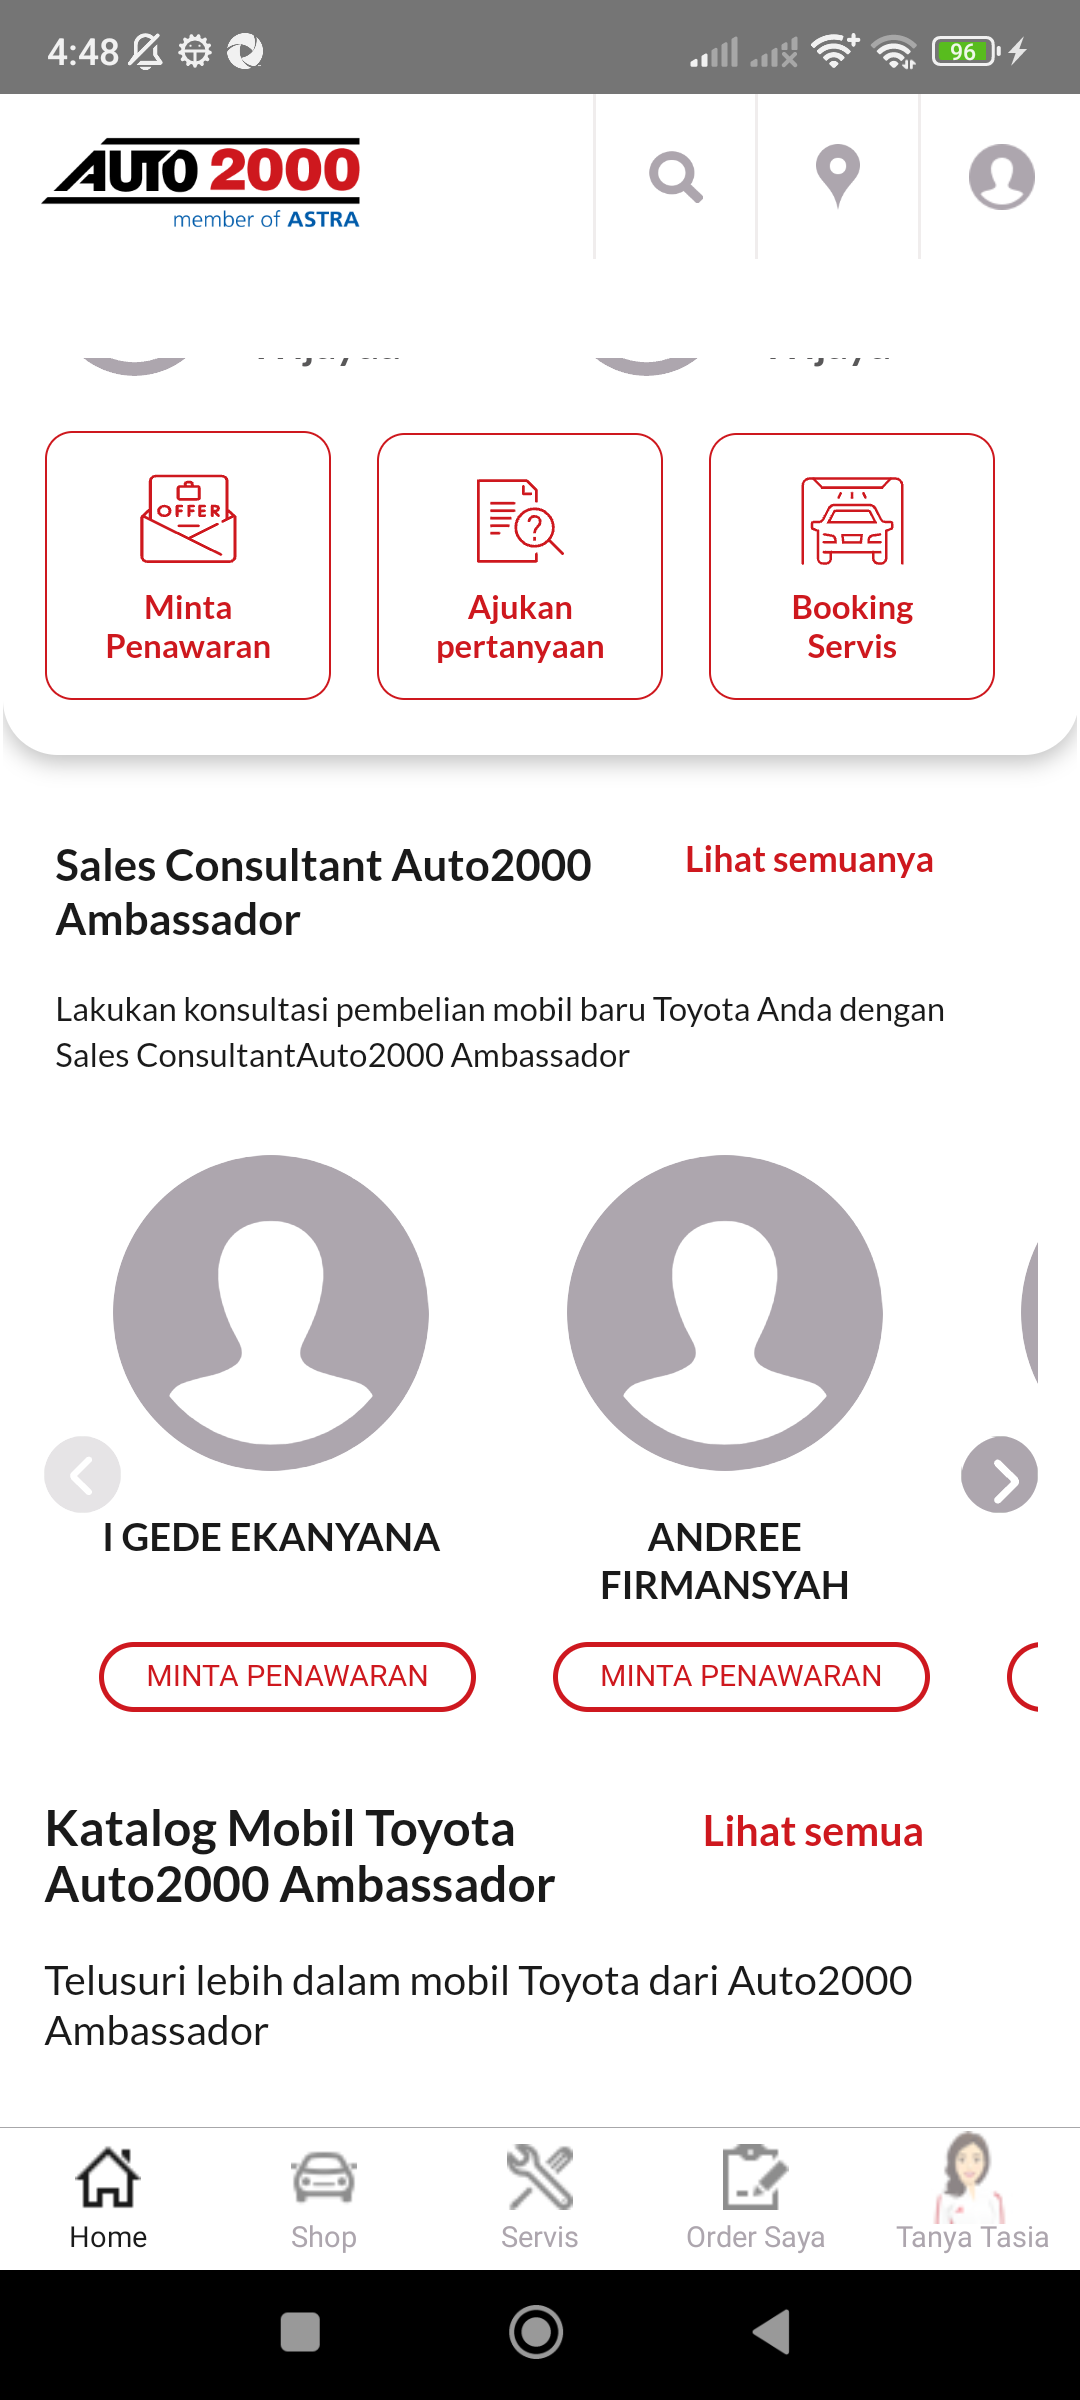 4:48
96
AUTO 2000
member of ASTRA
OFFER
Minta
Penawaran
Ajukan
pertanyaan
Booking
Servis
Sales Consultant Auto2000
Ambassador
Lihat semuanya
Lakukan konsultasi pembelian mobil baru Toyota Anda dengan
Sales ConsultantAuto2000 Ambassador
I GEDE EKANYANA
ANDREE
FIRMANSYAH
MINTA PENAWARAN
MINTA PENAWARAN
Katalog Mobil Toyota
Auto2000 Ambassador
Lihat semua
Telusuri lebih dalam mobil Toyota dari Auto2000
Ambassador
Home
Shop
Servis
Order Saya
Tanya Tasia